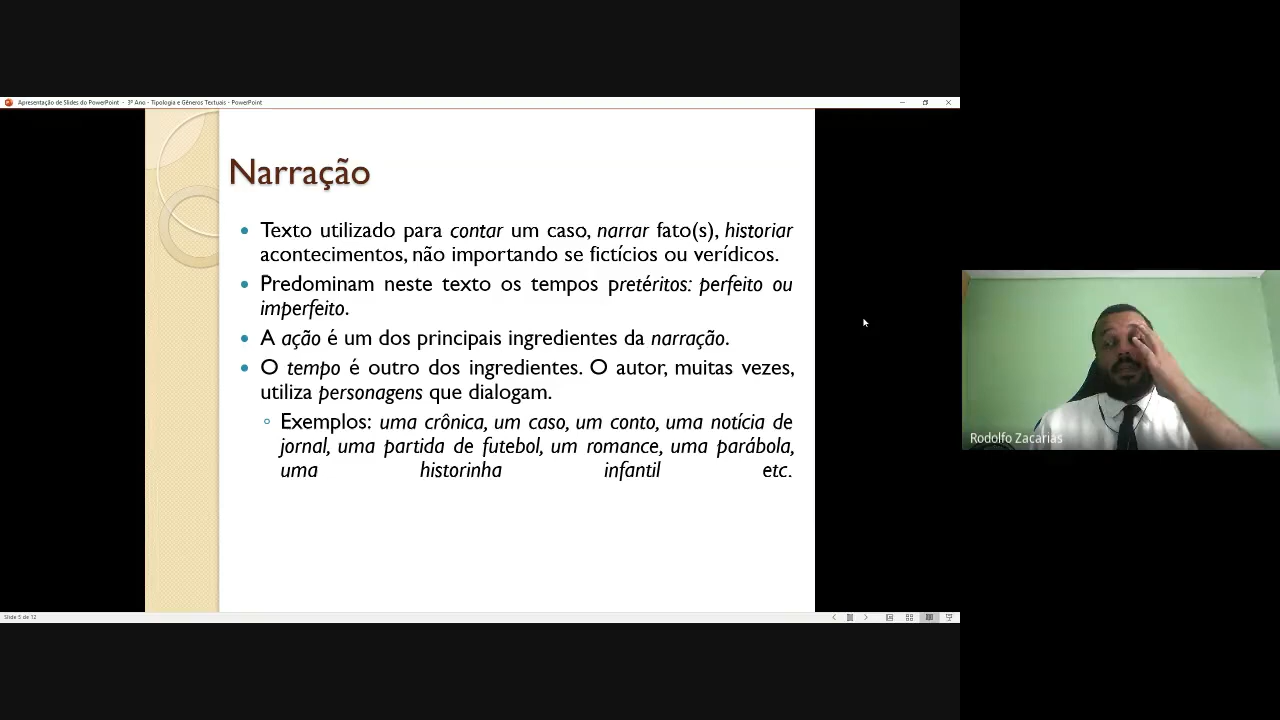 Apresentação de Slides do PowerPoint - 3º Ano - Tipologia e Gêneros Textuais - PowerPoint
Narração
• Texto utilizado para contar um caso, narrar fato(s), historiar
acontecimentos, não importando se fictícios ou verídicos.
• Predominam neste texto os tempos pretéritos: perfeito ou
imperfeito.
• A ação é um dos principais ingredientes da narração.
• O tempo é outro dos ingredientes. O autor, muitas vezes,
utiliza personagens que dialogam.
◦ Exemplos: uma crônica, um caso, um conto, uma notícia de
jornal, uma partida de futebol, um romance, uma parábola,
uma historinha infantil etc.
Rodolfo Zacarias
Slide 5 de 12